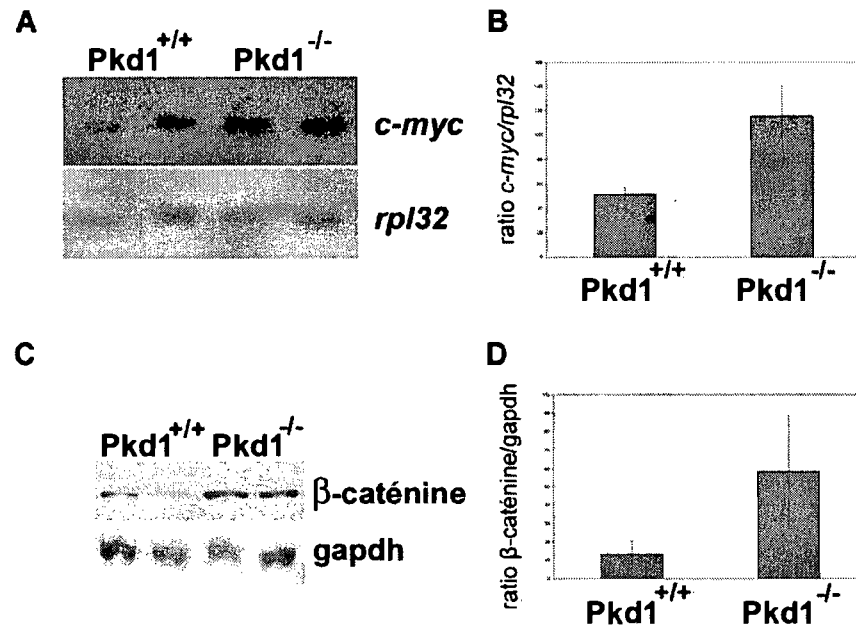 A
Pkd1+/+ Pkd1-/-
c-myc
rpl32
B
ratio c-myc/rpl32
Pkd1+/+ Pkd1-/-
C
Pkd1+/+ Pkd1-/-
β-caténine
gapdh
D
ratio β-caténine/gapdh
Pkd1+/+ Pkd1-/-